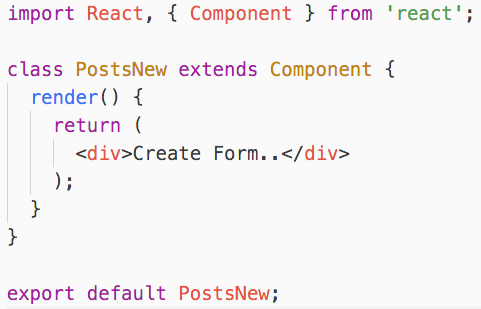 import React, { Component } from 'react';

class PostsNew extends Component {
  render() {
    return (
      <div>Create Form..</div>
    );
  }
}

export default PostsNew;